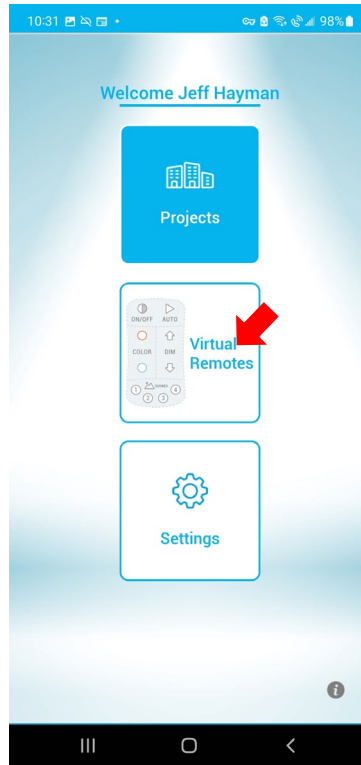 10:31
98%
Welcome Jeff Hayman
Projects
ON/OFF AUTO
COLOR DIM
SCENES
1 2 3 4
Virtual
Remotes
Settings
i